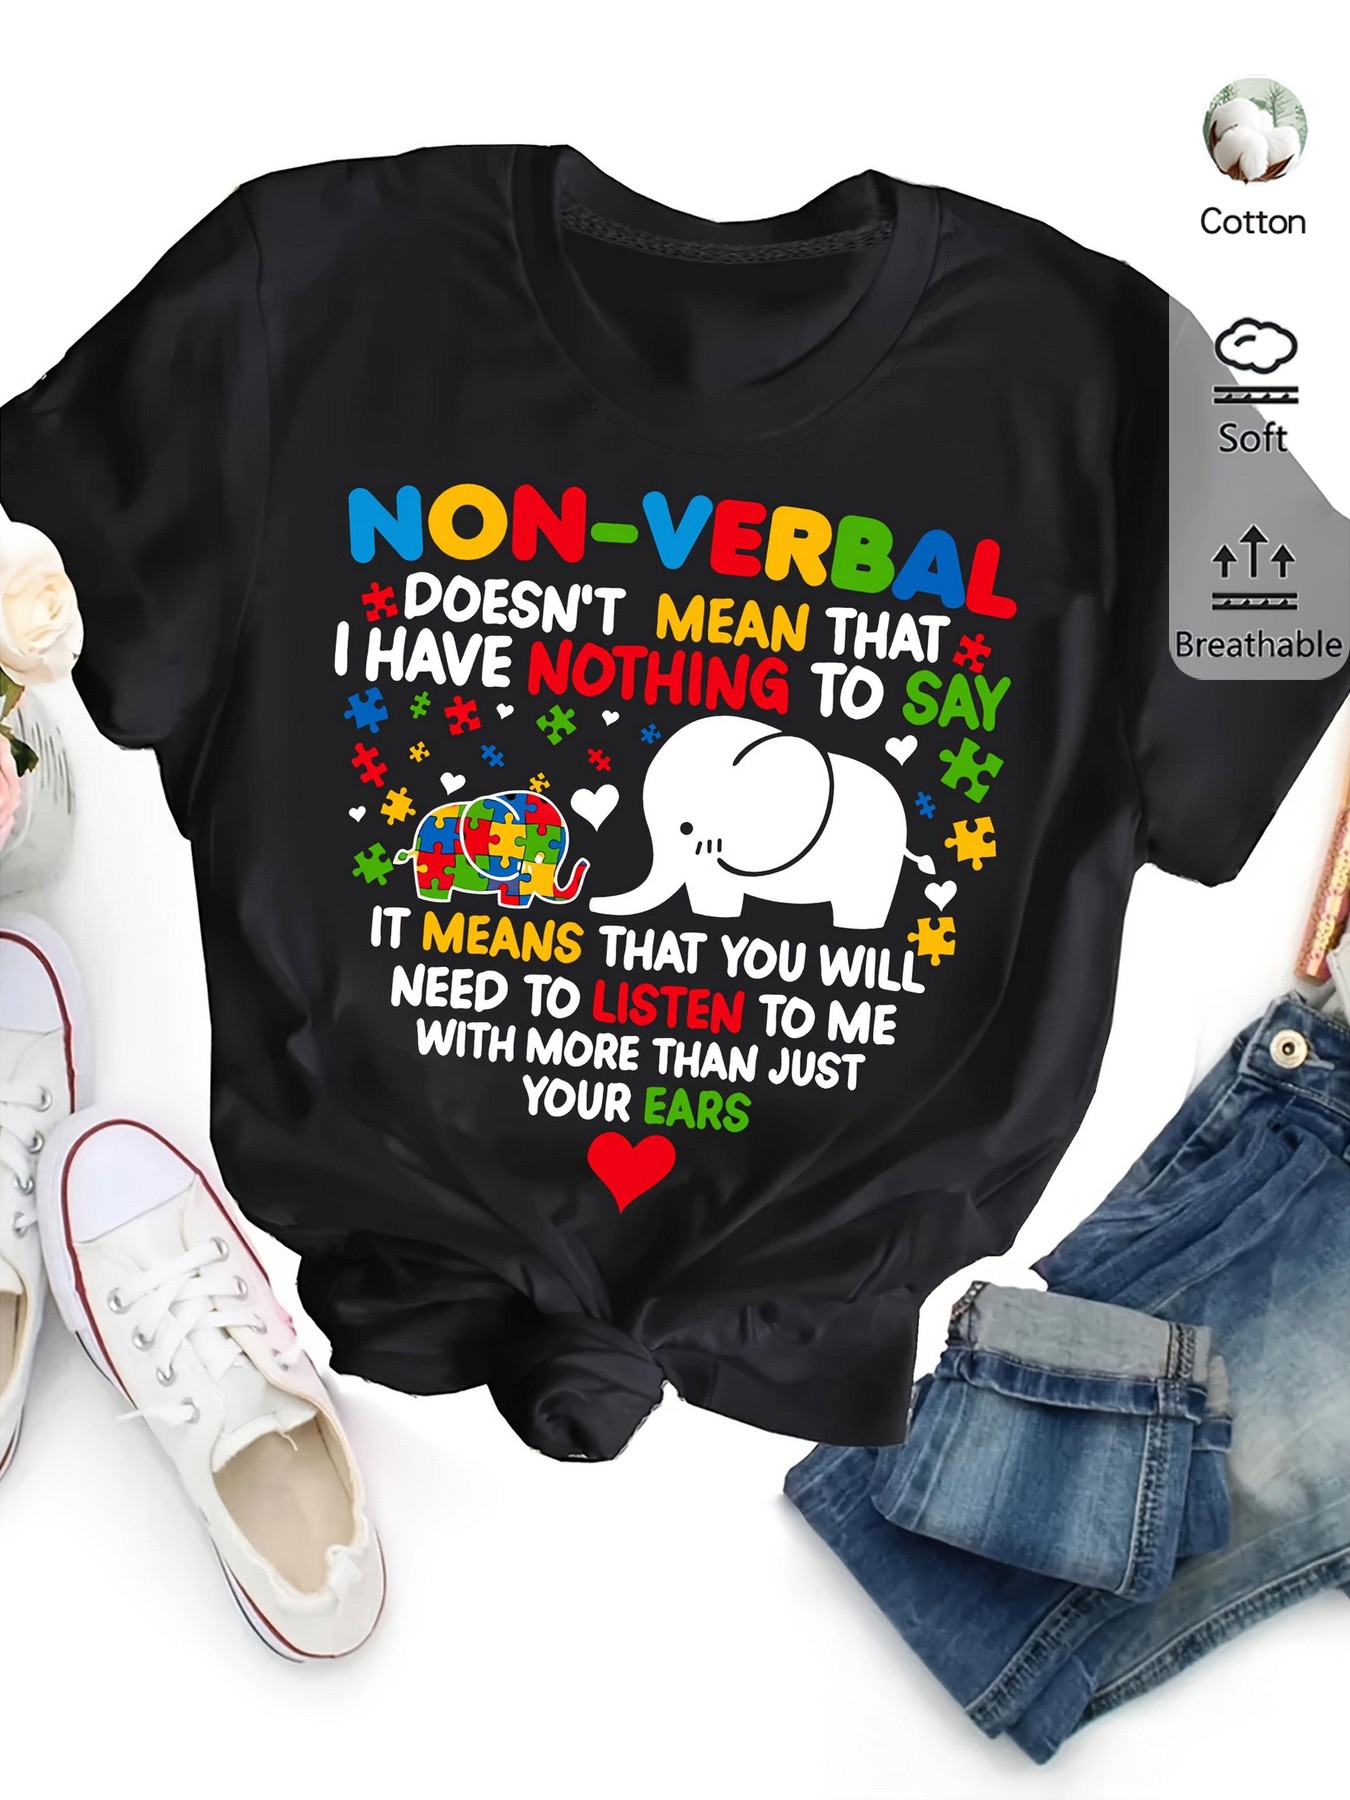 Cotton
Soft
Breathable
NON-VERBAL
DOESN'T MEAN THAT
I HAVE NOTHING TO SAY
IT MEANS THAT YOU WILL
NEED TO LISTEN TO ME
WITH MORE THAN JUST
YOUR EARS